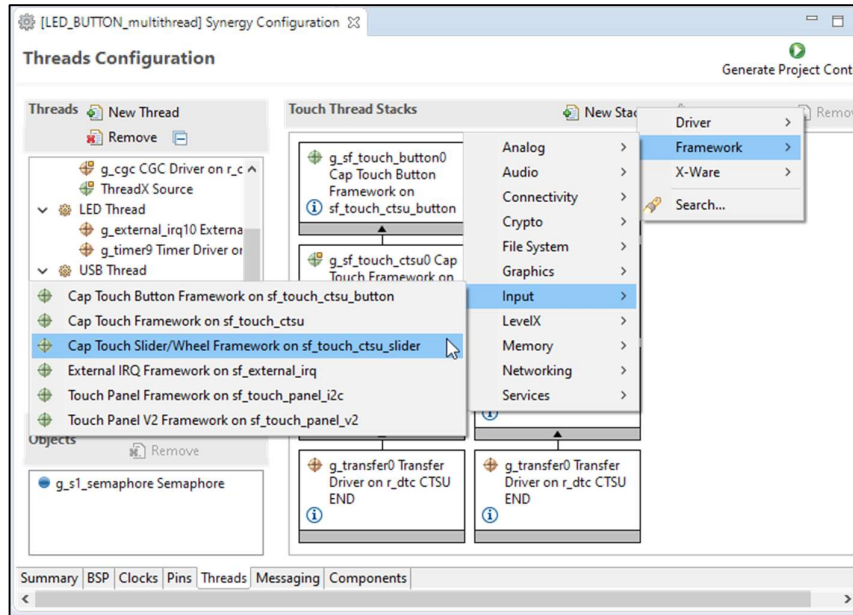 [LED_BUTTON_multithread] Synergy Configuration
Threads Configuration
Generate Project Cont
Threads
New Thread
Remove
g_cgc CGC Driver on r_c
ThreadX Source
LED Thread
g_external_irq10 Externa
g_timer9 Timer Driver or
USB Thread
Touch Thread Stacks
New Stac
Remov
g_sf_touch_button0
Cap Touch Button
Framework on
sf_touch_ctsu_button
g_sf_touch_ctsu0 Cap
Touch Framework on
Driver
Framework
X-Ware
Search...
Analog
Audio
Connectivity
Crypto
File System
Graphics
Input
LevelX
Memory
Networking
Services
Cap Touch Button Framework on sf_touch_ctsu_button
Cap Touch Framework on sf_touch_ctsu
Cap Touch Slider/Wheel Framework on sf_touch_ctsu_slider
External IRQ Framework on sf_external_irq
Touch Panel Framework on sf_touch_panel_i2c
Touch Panel V2 Framework on sf_touch_panel_v2
Objects
Remove
g_s1_semaphore Semaphore
g_transfer0 Transfer
Driver on r_dtc CTSU
END
g_transfer0 Transfer
Driver on r_dtc CTSU
END
Summary BSP Clocks Pins Threads Messaging Components